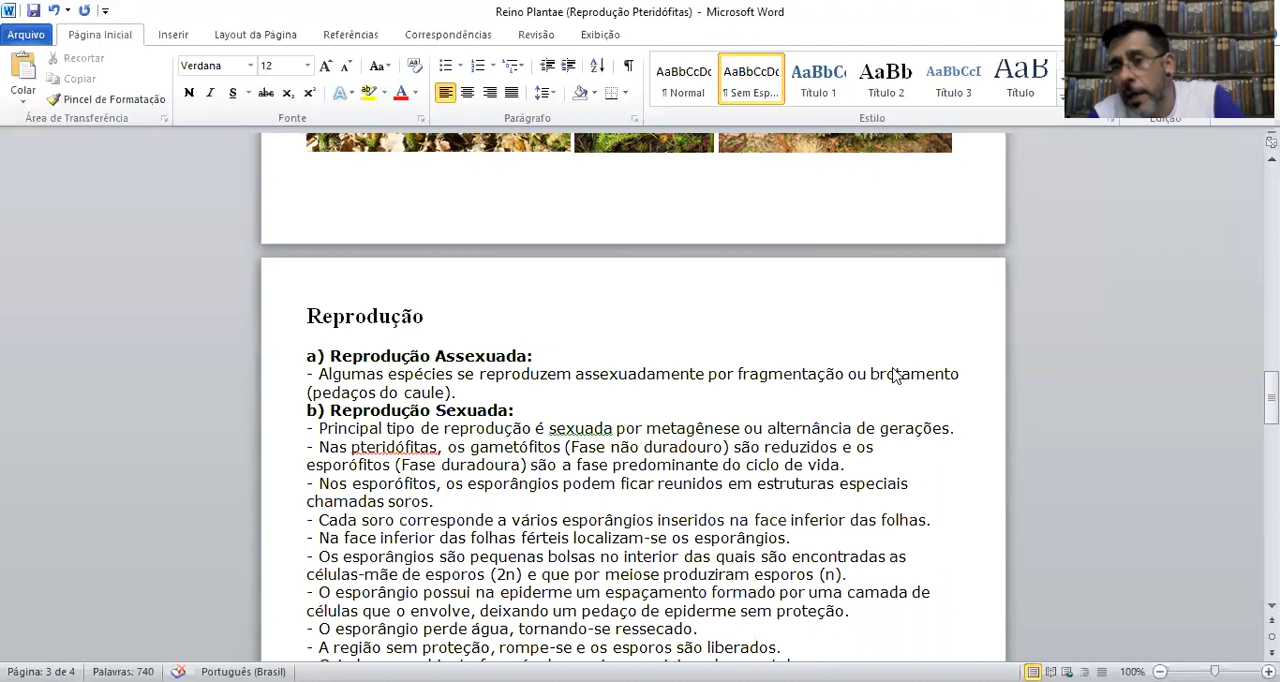 Reino Plantae (Reprodução Pteridófitas) - Microsoft Word
Arquivo Página Inicial Inserir Layout da Página Referências Correspondências Revisão Exibição
Colar
Recortar
Copiar
Pincel de Formatação
Área de Transferência
Verdana 12
Fonte
Parágrafo
AaBbCcDc AaBbCcDc AaBbC AaBb AaBbCcI AaB
¶ Normal ¶ Sem Esp... Título 1 Título 2 Título 3 Título
Estilo
Edição
Reprodução
a) Reprodução Assexuada:
- Algumas espécies se reproduzem assexuadamente por fragmentação ou brotamento
(pedaços do caule).
b) Reprodução Sexuada:
- Principal tipo de reprodução é sexuada por metagênese ou alternância de gerações.
- Nas pteridófitas, os gametófitos (Fase não duradouro) são reduzidos e os
esporófitos (Fase duradoura) são a fase predominante do ciclo de vida.
- Nos esporófitos, os esporângios podem ficar reunidos em estruturas especiais
chamadas soros.
- Cada soro corresponde a vários esporângios inseridos na face inferior das folhas.
- Na face inferior das folhas férteis localizam-se os esporângios.
- Os esporângios são pequenas bolsas no interior das quais são encontradas as
células-mãe de esporos (2n) e que por meiose produziram esporos (n).
- O esporângio possui na epiderme um espaçamento formado por uma camada de
células que o envolve, deixando um pedaço de epiderme sem proteção.
- O esporângio perde água, tornando-se ressecado.
- A região sem proteção, rompe-se e os esporos são liberados.
Página: 3 de 4 Palavras: 740 Português (Brasil) 100%